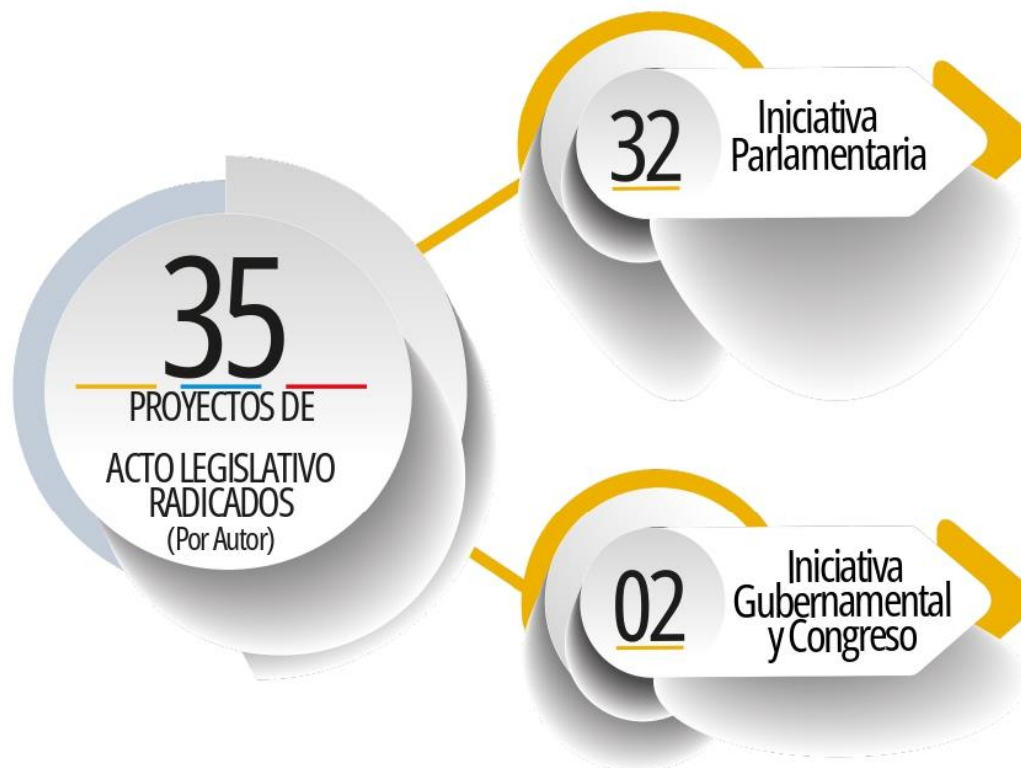 35
PROYECTOS DE
ACTO LEGISLATIVO
RADICADOS
(Por Autor)
32
Iniciativa
Parlamentaria
02
Iniciativa
Gubernamental
y Congreso